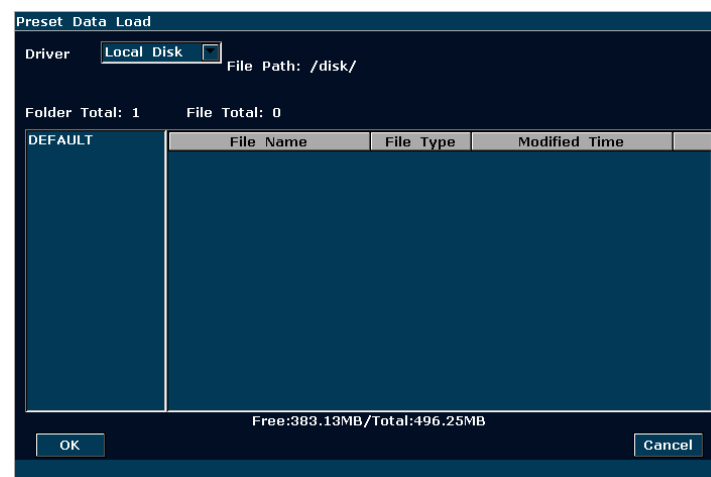 Preset Data Load
Driver Local Disk
File Path: /disk/
Folder Total: 1 File Total: 0
DEFAULT File Name File Type Modified Time
Free:383.13MB/Total:496.25MB
OK Cancel